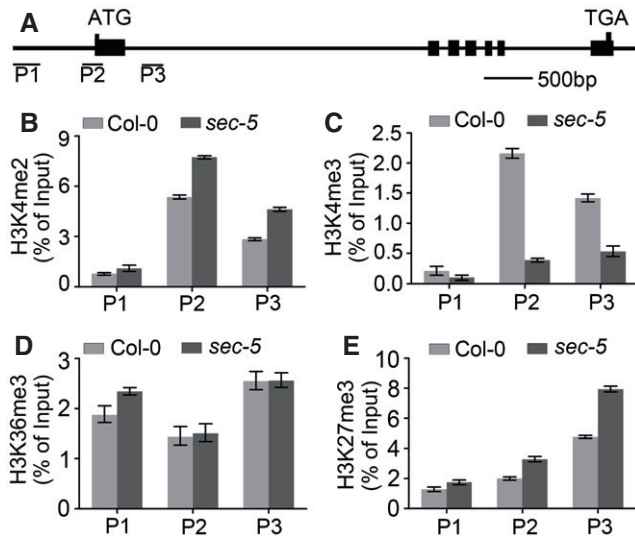 A
ATG
TGA
P1 P2 P3
500bp
B
Col-0 sec-5
H3K4me2
(% of Input)
9
6
3
0
P1 P2 P3
C
Col-0 sec-5
H3K4me3
(% of Input)
2.5
2.0
1.5
1.0
0.5
0
P1 P2 P3
D
Col-0 sec-5
H3K36me3
(% of Input)
3
2
1
0
P1 P2 P3
E
Col-0 sec-5
H3K27me3
(% of Input)
10
8
6
4
2
0
P1 P2 P3